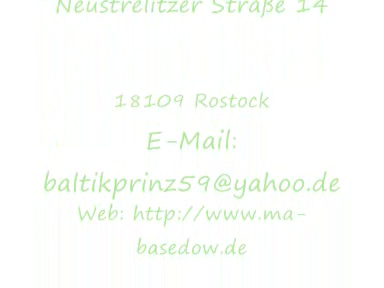 Neustrelitzer Straße 14
18109 Rostock
E-Mail:
baltikprinz59@yahoo.de
Web: http://www.ma-
basedow.de